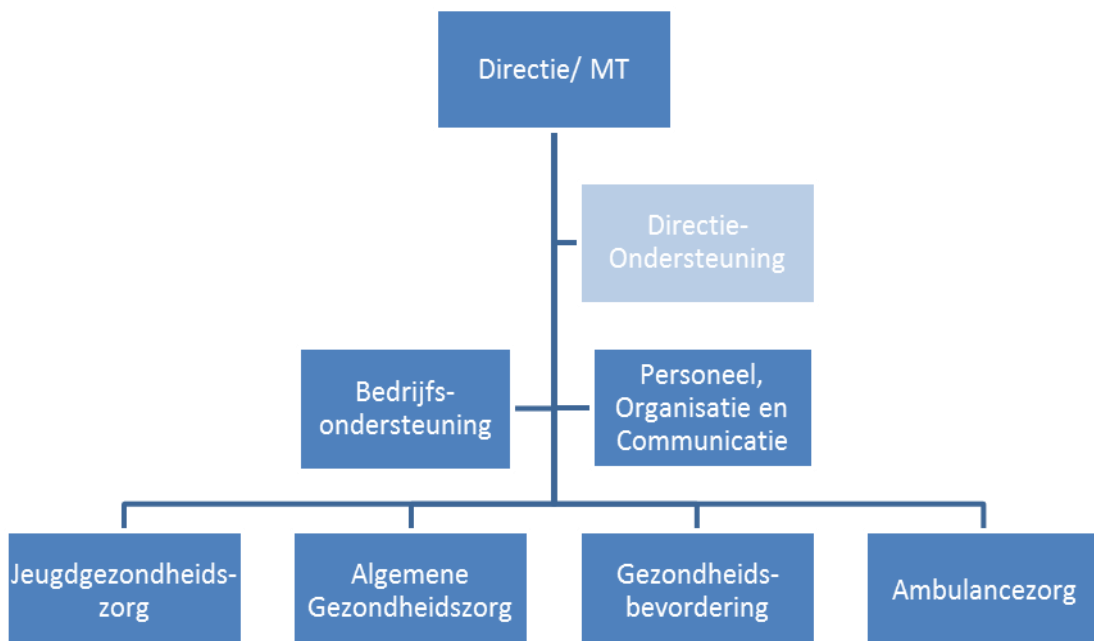 Directie/ MT
Directie-
Ondersteuning
Bedrijfs-
ondersteuning
Personeel,
Organisatie en
Communicatie
Jeugdgezondheids-
zorg
Algemene
Gezondheidszorg
Gezondheids-
bevordering
Ambulancezorg